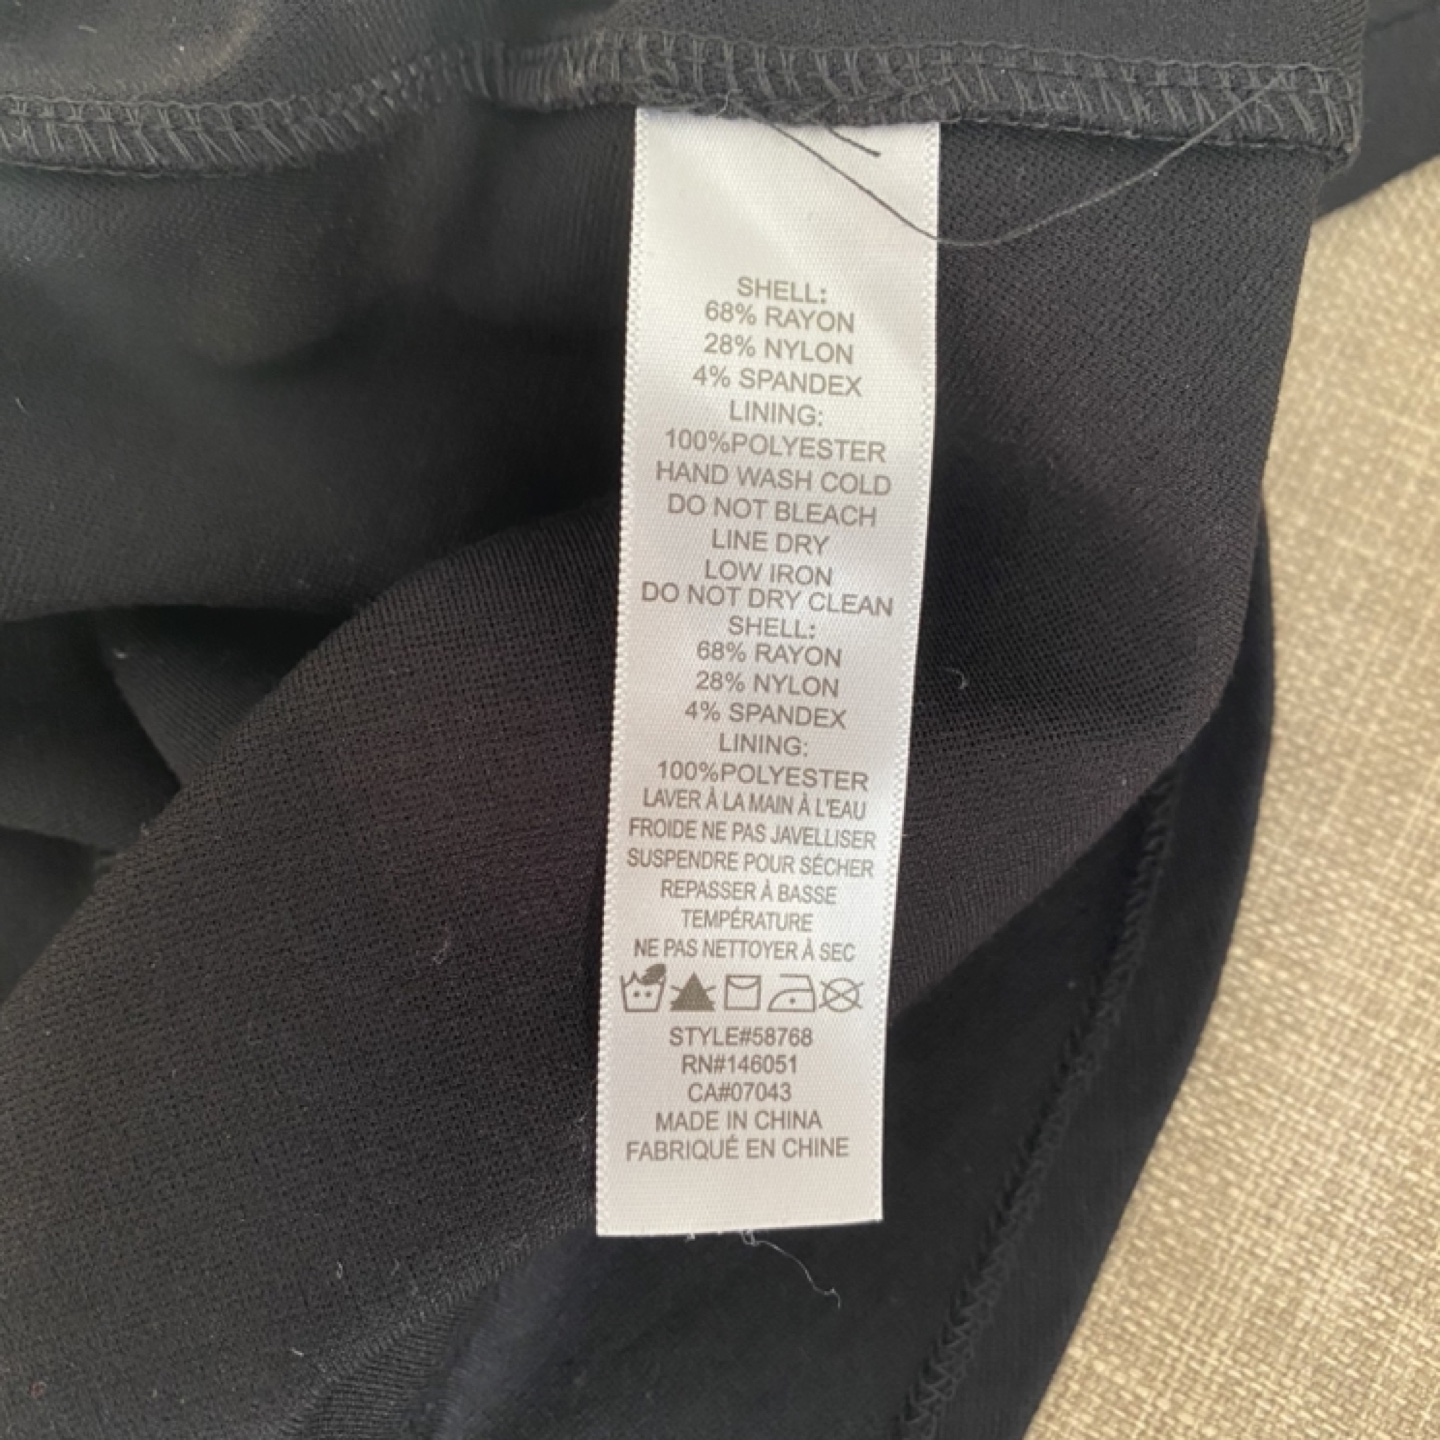 SHELL:
68% RAYON
28% NYLON
4% SPANDEX
LINING:
100%POLYESTER
HAND WASH COLD
DO NOT BLEACH
LINE DRY
LOW IRON
DO NOT DRY CLEAN
SHELL:
68% RAYON
28% NYLON
4% SPANDEX
LINING:
100%POLYESTER
LAVER À LA MAIN À L'EAU
FROIDE NE PAS JAVELLISER
SUSPENDRE POUR SÉCHER
REPASSER À BASSE
TEMPÉRATURE
NE PAS NETTOYER À SEC
STYLE#58768
RN#146051
CA#07043
MADE IN CHINA
FABRIQUÉ EN CHINE